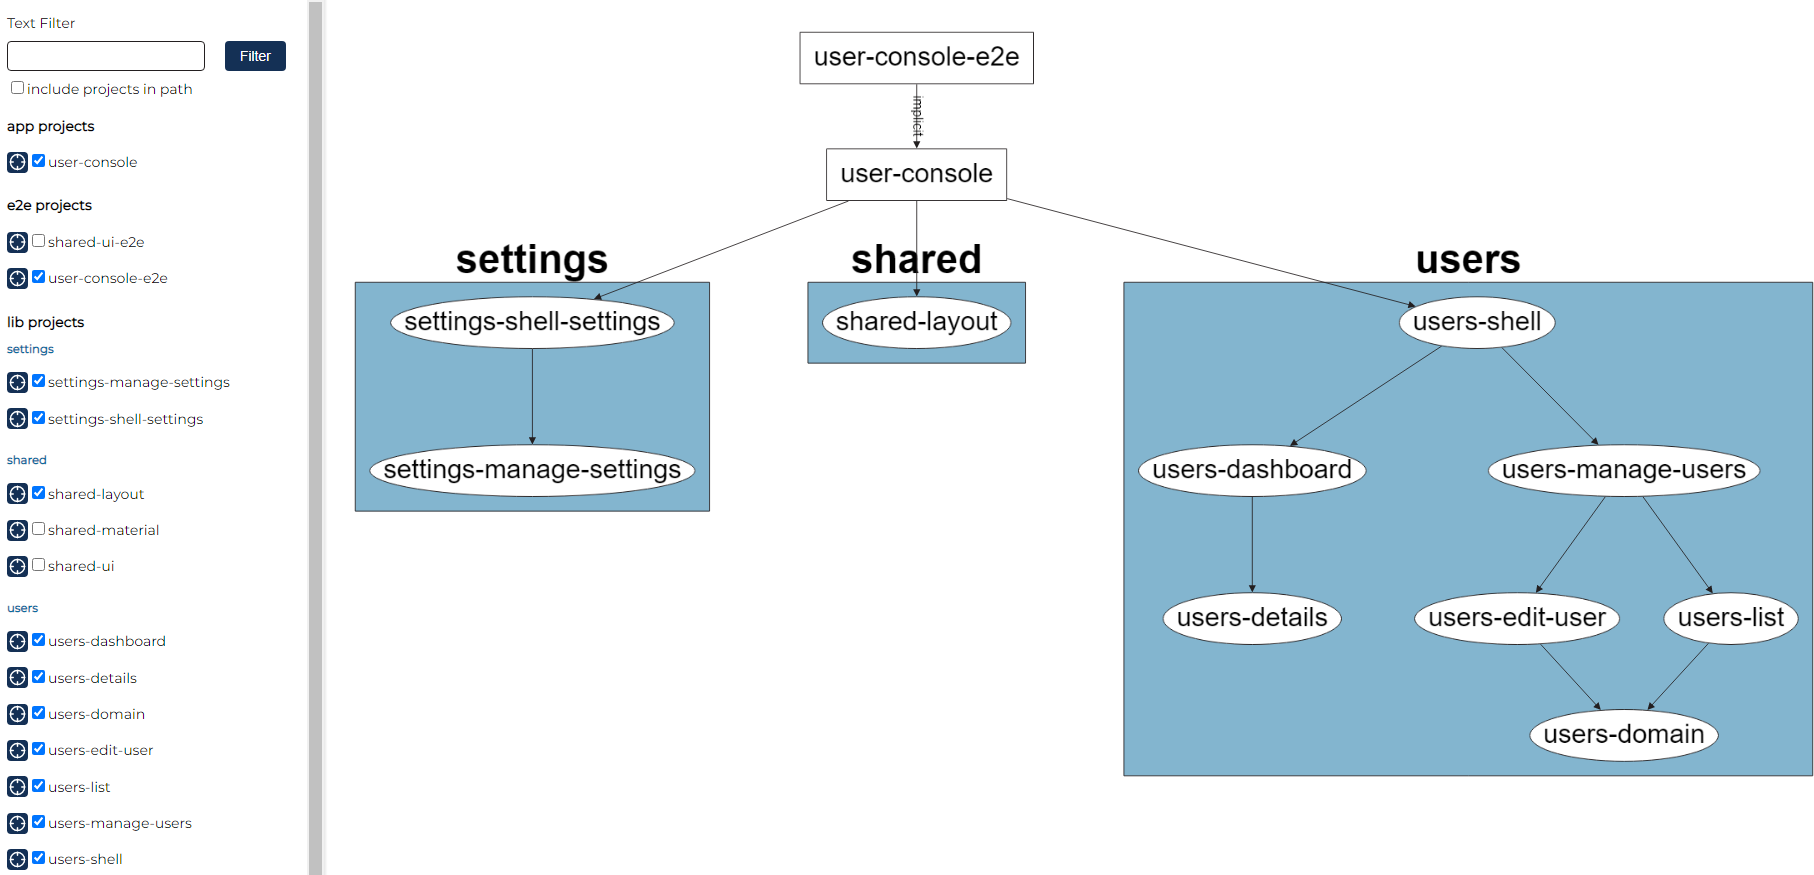 Text Filter
Filter
include projects in path
app projects
user-console
e2e projects
shared-ui-e2e
user-console-e2e
lib projects
settings
settings-manage-settings
settings-shell-settings
shared
shared-layout
shared-material
shared-ui
users
users-dashboard
users-details
users-domain
users-edit-user
users-list
users-manage-users
users-shell
user-console-e2e
implicit
user-console
settings
shared
users
settings-shell-settings
shared-layout
users-shell
settings-manage-settings
users-dashboard
users-manage-users
users-details
users-edit-user
users-list
users-domain